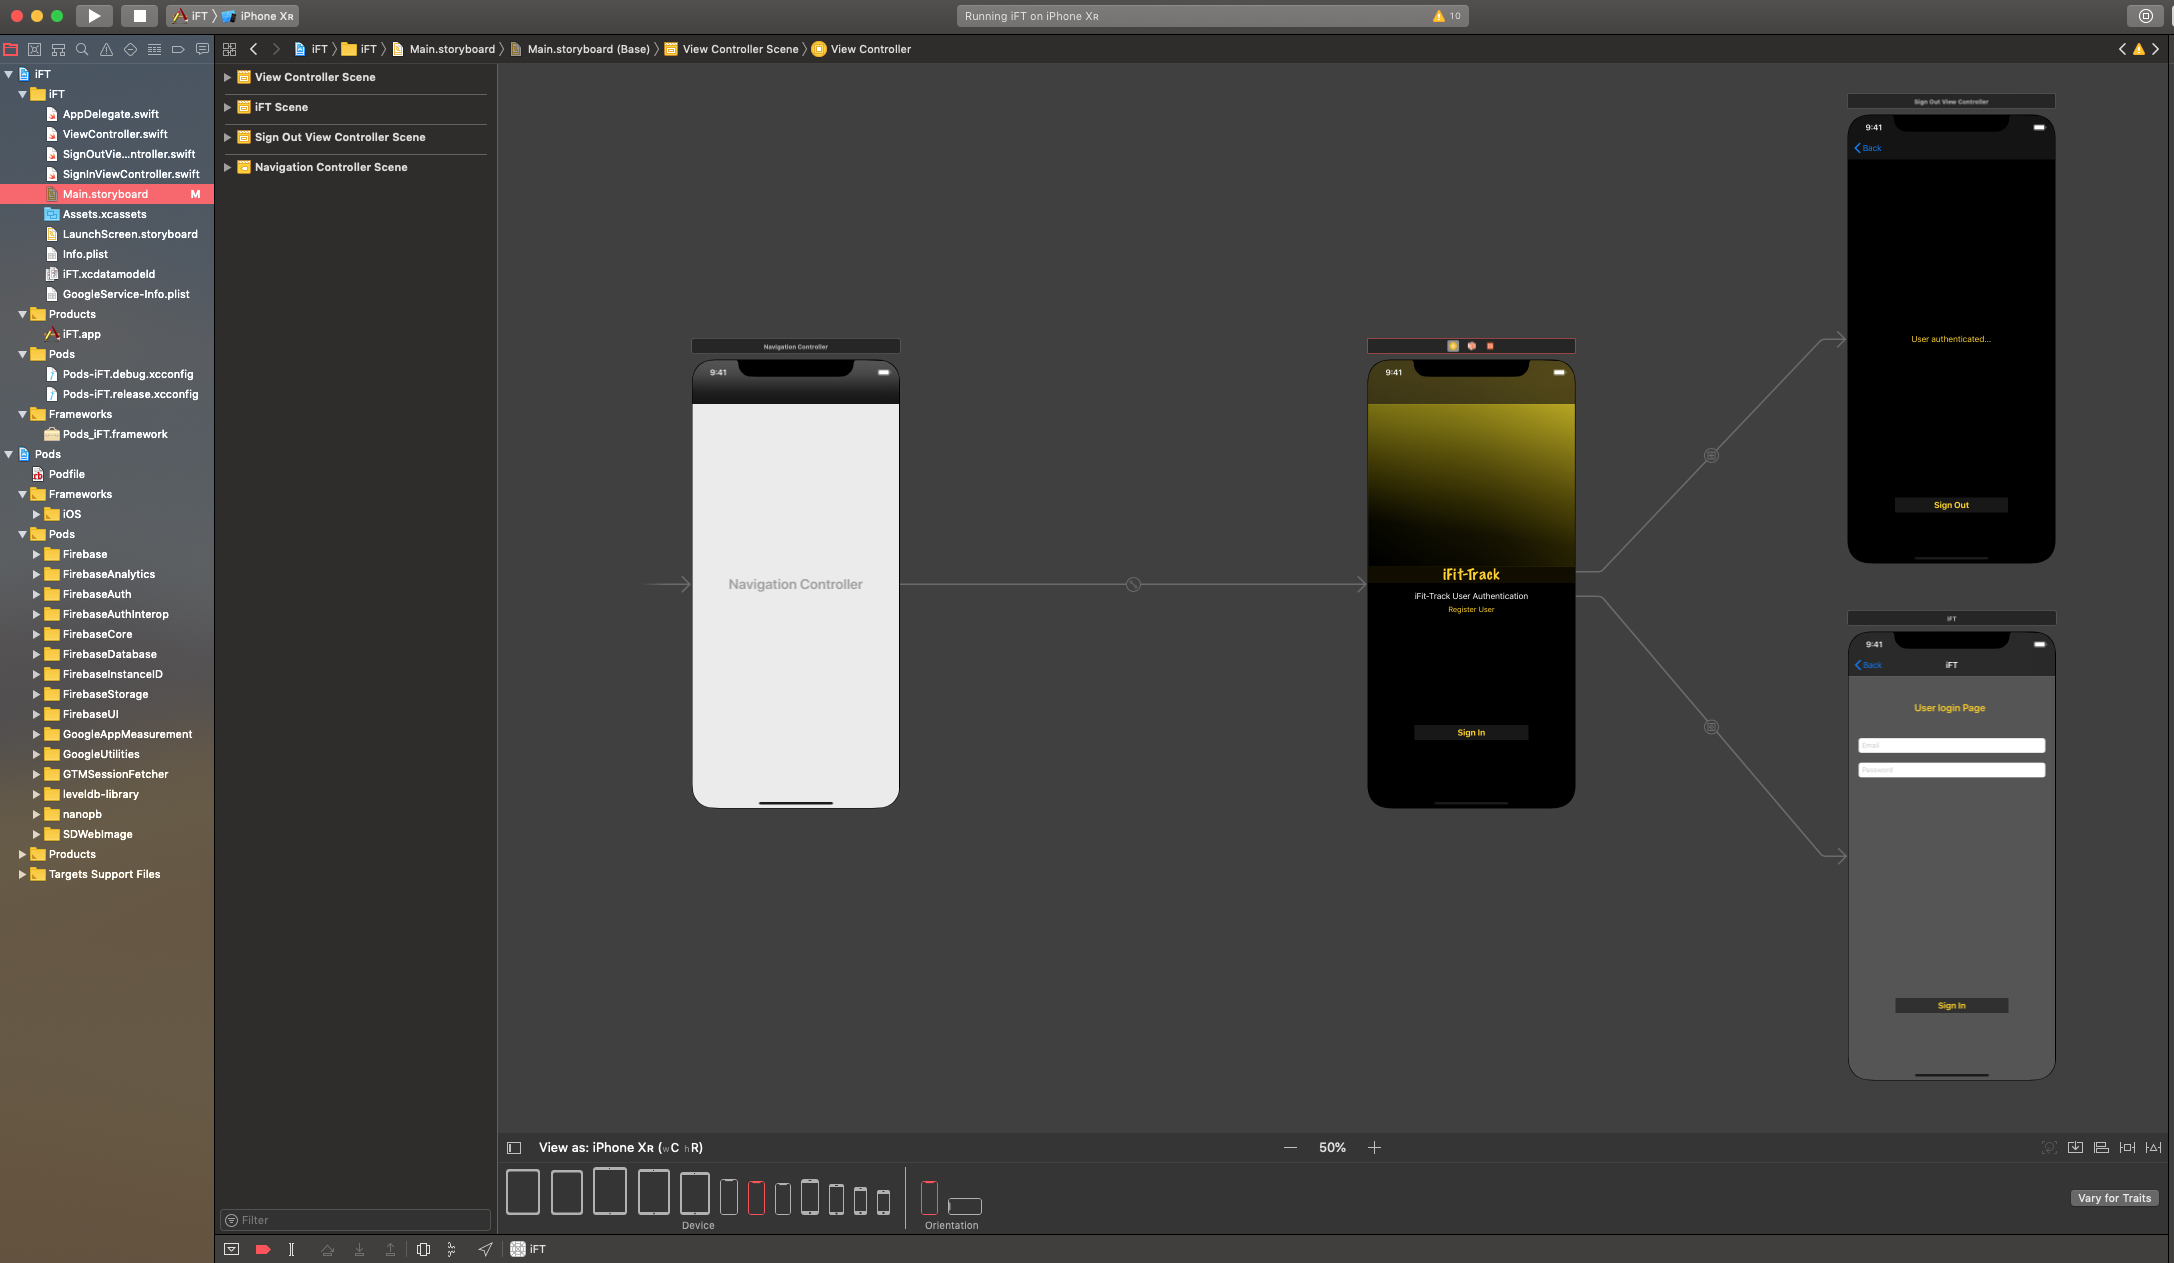 iFT 〉 iPhone XR
Running iFT on iPhone XR
10
iFT 〉 iFT 〉 Main.storyboard 〉 Main.storyboard (Base) 〉 View Controller Scene 〉 View Controller
iFT
iFT
AppDelegate.swift
ViewController.swift
SignOutVie...ntroller.swift
SignInViewController.swift
Main.storyboard M
Assets.xcassets
LaunchScreen.storyboard
Info.plist
iFT.xcdatamodeld
GoogleService-Info.plist
Products
iFT.app
Pods
Pods-iFT.debug.xcconfig
Pods-iFT.release.xcconfig
Frameworks
Pods_iFT.framework
Pods
Podfile
Frameworks
iOS
Pods
Firebase
FirebaseAnalytics
FirebaseAuth
FirebaseAuthInterop
FirebaseCore
FirebaseDatabase
FirebaseInstanceID
FirebaseStorage
FirebaseUI
GoogleAppMeasurement
GoogleUtilities
GTMSessionFetcher
leveldb-library
nanopb
SDWebImage
Products
Targets Support Files
View Controller Scene
iFT Scene
Sign Out View Controller Scene
Navigation Controller Scene
Filter
Navigation Controller
9:41
Navigation Controller
9:41
iFit-Track
iFit-Track User Authentication
Register User
Sign In
Sign Out View Controller
9:41
Back
User authenticated...
Sign Out
iFT
9:41
Back
iFT
User login Page
Email
Password
Sign In
View as: iPhone XR (wC hR)
50%
Device
Orientation
Vary for Traits
iFT